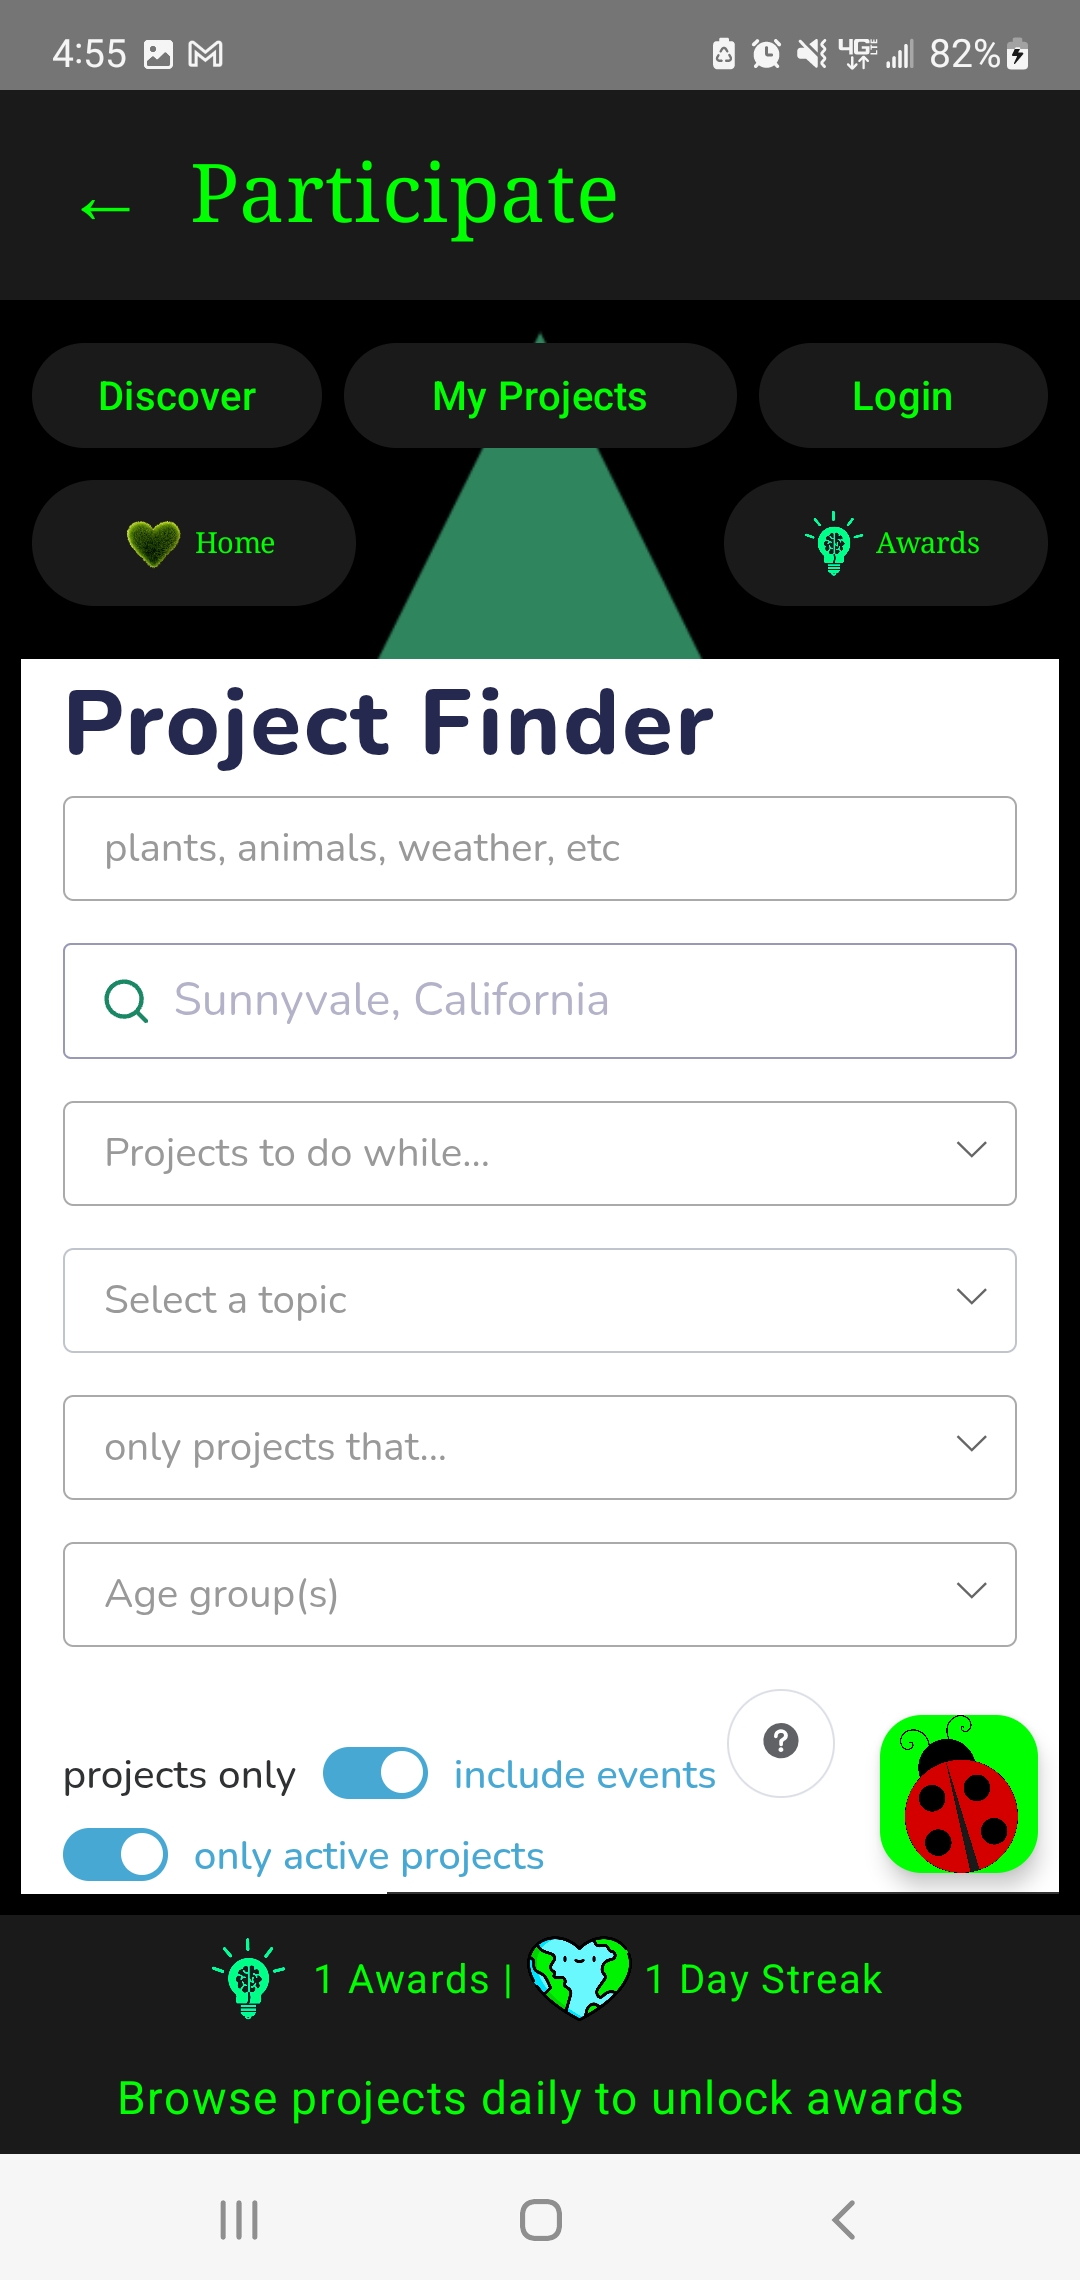 4:55 82%
← Participate
Discover My Projects Login
Home Awards
Project Finder
plants, animals, weather, etc
Sunnyvale, California
Projects to do while...
Select a topic
only projects that...
Age group(s)
projects only include events ?
only active projects
1 Awards | 1 Day Streak
Browse projects daily to unlock awards